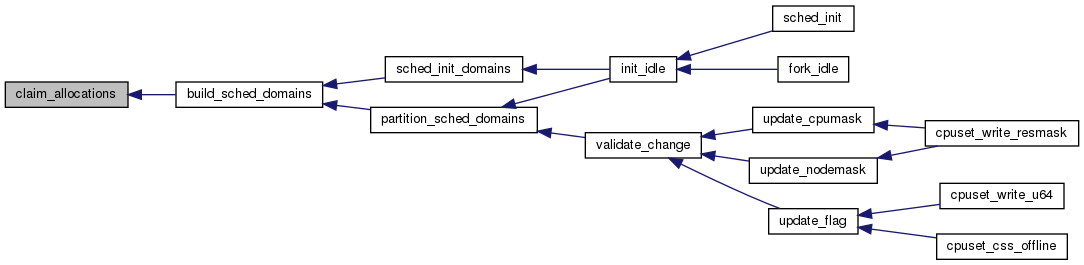 sched_init
sched_init_domains
init_idle
fork_idle
claim_allocations
build_sched_domains
partition_sched_domains
update_cpumask
cpuset_write_resmask
validate_change
update_nodemask
cpuset_write_u64
update_flag
cpuset_css_offline